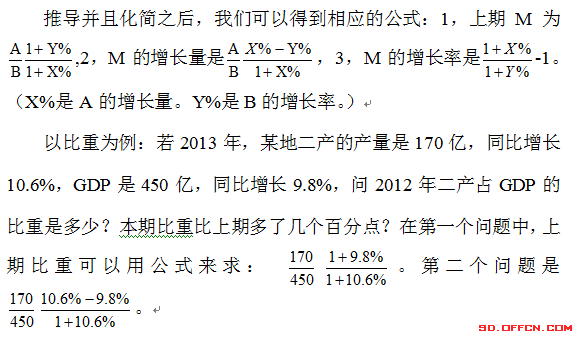 推导并且化简之后，我们可以得到相应的公式：1，上期 M 为
A/B (1+Y%)/(1+X%),2，M 的增长量是 A/B (X%−Y%)/(1+X%)，3，M 的增长率是 (1+X%)/(1+Y%) -1。
（X%是 A 的增长量。Y%是 B 的增长率。）
以比重为例：若 2013 年，某地二产的产量是 170 亿，同比增长
10.6%，GDP 是 450 亿，同比增长 9.8%，问 2012 年二产占 GDP 的
比重是多少？本期比重比上期多了几个百分点？在第一个问题中，上
期比重可以用公式来求： 170/450 (1+9.8%)/(1+10.6%) 。第二个问题是
170/450 (10.6%−9.8%)/(1+10.6%) 。
SD.OFFCN.COM